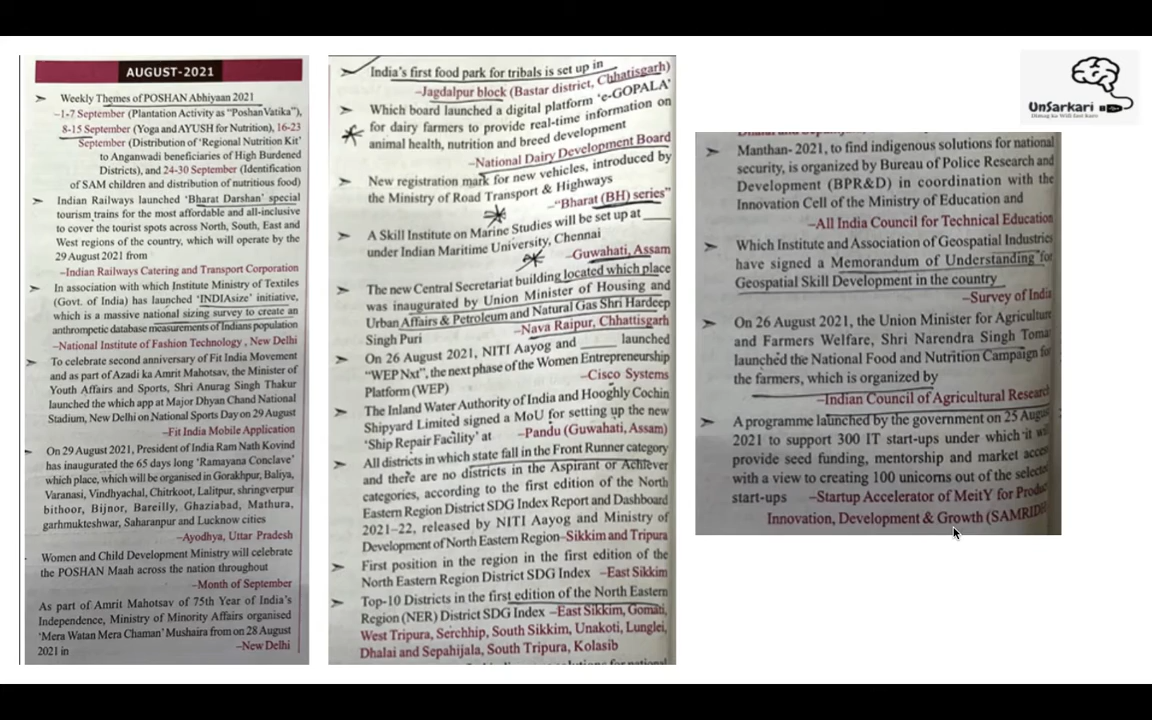 AUGUST-2021
Weekly Themes of POSHAN Abhiyaan 2021
–1-7 September (Plantation Activity as "Poshan Vatika"),
8-15 September (Yoga and AYUSH for Nutrition), 16-23
September (Distribution of 'Regional Nutrition Kit'
to Anganwadi beneficiaries of High Burdened
Districts), and 24-30 September (Identification
of SAM children and distribution of nutritious food)
Indian Railways launched 'Bharat Darshan' special
tourism trains for the most affordable and all-inclusive
to cover the tourist spots across North, South, East and
West regions of the country, which will operate by the
29 August 2021 from
–Indian Railways Catering and Transport Corporation
In association with which Institute Ministry of Textiles
(Govt. of India) has launched 'INDIAsize' initiative,
which is a massive national sizing survey to create an
anthropetic database measurements of Indians population
–National Institute of Fashion Technology, New Delhi
To celebrate second anniversary of Fit India Movement
and as part of Azadi ka Amrit Mahotsav, the Minister of
Youth Affairs and Sports, Shri Anurag Singh Thakur
launched the which app at Major Dhyan Chand National
Stadium, New Delhi on National Sports Day on 29 August
–Fit India Mobile Application
On 29 August 2021, President of India Ram Nath Kovind
has inaugurated the 65 days long 'Ramayana Conclave'
which place, which will be organised in Gorakhpur, Baliya,
Varanasi, Vindhyachal, Chitrkoot, Lalitpur, shringverpur
bithoor, Bijnor, Bareilly, Ghaziabad, Mathura,
garhmukteshwar, Saharanpur and Lucknow cities
–Ayodhya, Uttar Pradesh
Women and Child Development Ministry will celebrate
the POSHAN Maah across the nation throughout
–Month of September
As part of Amrit Mahotsav of 75th Year of India's
Independence, Ministry of Minority Affairs organised
'Mera Watan Mera Chaman' Mushaira from on 28 August
2021 in –New Delhi
India's first food park for tribals is set up in
–Jagdalpur block (Bastar district, Chhatisgarh)
Which board launched a digital platform 'e-GOPALA'
for dairy farmers to provide real-time information on
animal health, nutrition and breed development
–National Dairy Development Board
New registration mark for new vehicles, introduced by
the Ministry of Road Transport & Highways
–"Bharat (BH) series"
A Skill Institute on Marine Studies will be set up at ____
under Indian Maritime University, Chennai
–Guwahati, Assam
The new Central Secretariat building located which place
was inaugurated by Union Minister of Housing and
Urban Affairs & Petroleum and Natural Gas Shri Hardeep
Singh Puri –Nava Raipur, Chhattisgarh
On 26 August 2021, NITI Aayog and ____ launched
"WEP Nxt", the next phase of the Women Entrepreneurship
Platform (WEP) –Cisco Systems
The Inland Water Authority of India and Hooghly Cochin
Shipyard Limited signed a MoU for setting up the new
'Ship Repair Facility' at –Pandu (Guwahati, Assam)
All districts in which state fall in the Front Runner category
and there are no districts in the Aspirant or Achiever
categories, according to the first edition of the North
Eastern Region District SDG Index Report and Dashboard
2021–22, released by NITI Aayog and Ministry of
Development of North Eastern Region–Sikkim and Tripura
First position in the region in the first edition of the
North Eastern Region District SDG Index –East Sikkim
Top-10 Districts in the first edition of the North Eastern
Region (NER) District SDG Index –East Sikkim, Gomati,
West Tripura, Serchhip, South Sikkim, Unakoti, Lunglei,
Dhalai and Sepahijala, South Tripura, Kolasib
Manthan- 2021, to find indigenous solutions for national
security, is organized by Bureau of Police Research and
Development (BPR&D) in coordination with the
Innovation Cell of the Ministry of Education and
–All India Council for Technical Education
Which Institute and Association of Geospatial Industries
have signed a Memorandum of Understanding for
Geospatial Skill Development in the country
–Survey of India
On 26 August 2021, the Union Minister for Agriculture
and Farmers Welfare, Shri Narendra Singh Toma
launched the National Food and Nutrition Campaign for
the farmers, which is organized by
–Indian Council of Agricultural Research
A programme launched by the government on 25 Augus
2021 to support 300 IT start-ups under which it wil
provide seed funding, mentorship and market access
with a view to creating 100 unicorns out of the selecte
start-ups –Startup Accelerator of MeitY for Produc
Innovation, Development & Growth (SAMRIDH
UnSarkari
Dimag ka Wifi East karo